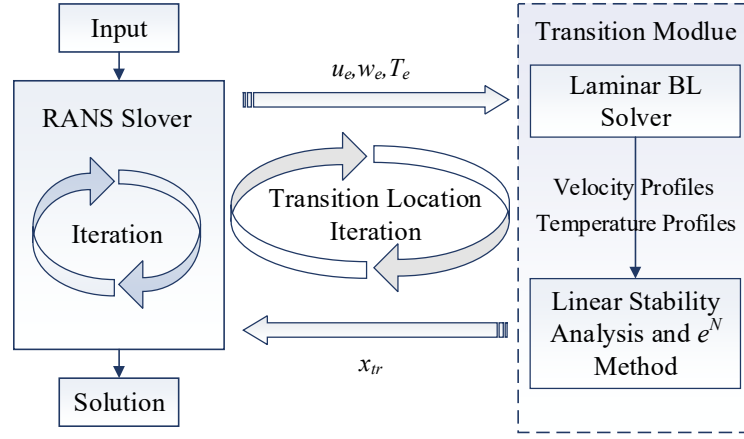 Input
RANS Slover
Iteration
Solution
u_e,w_e,T_e
Transition Location
Iteration
x_tr
Transition Modlue
Laminar BL
Solver
Velocity Profiles
Temperature Profiles
Linear Stability
Analysis and e^N
Method